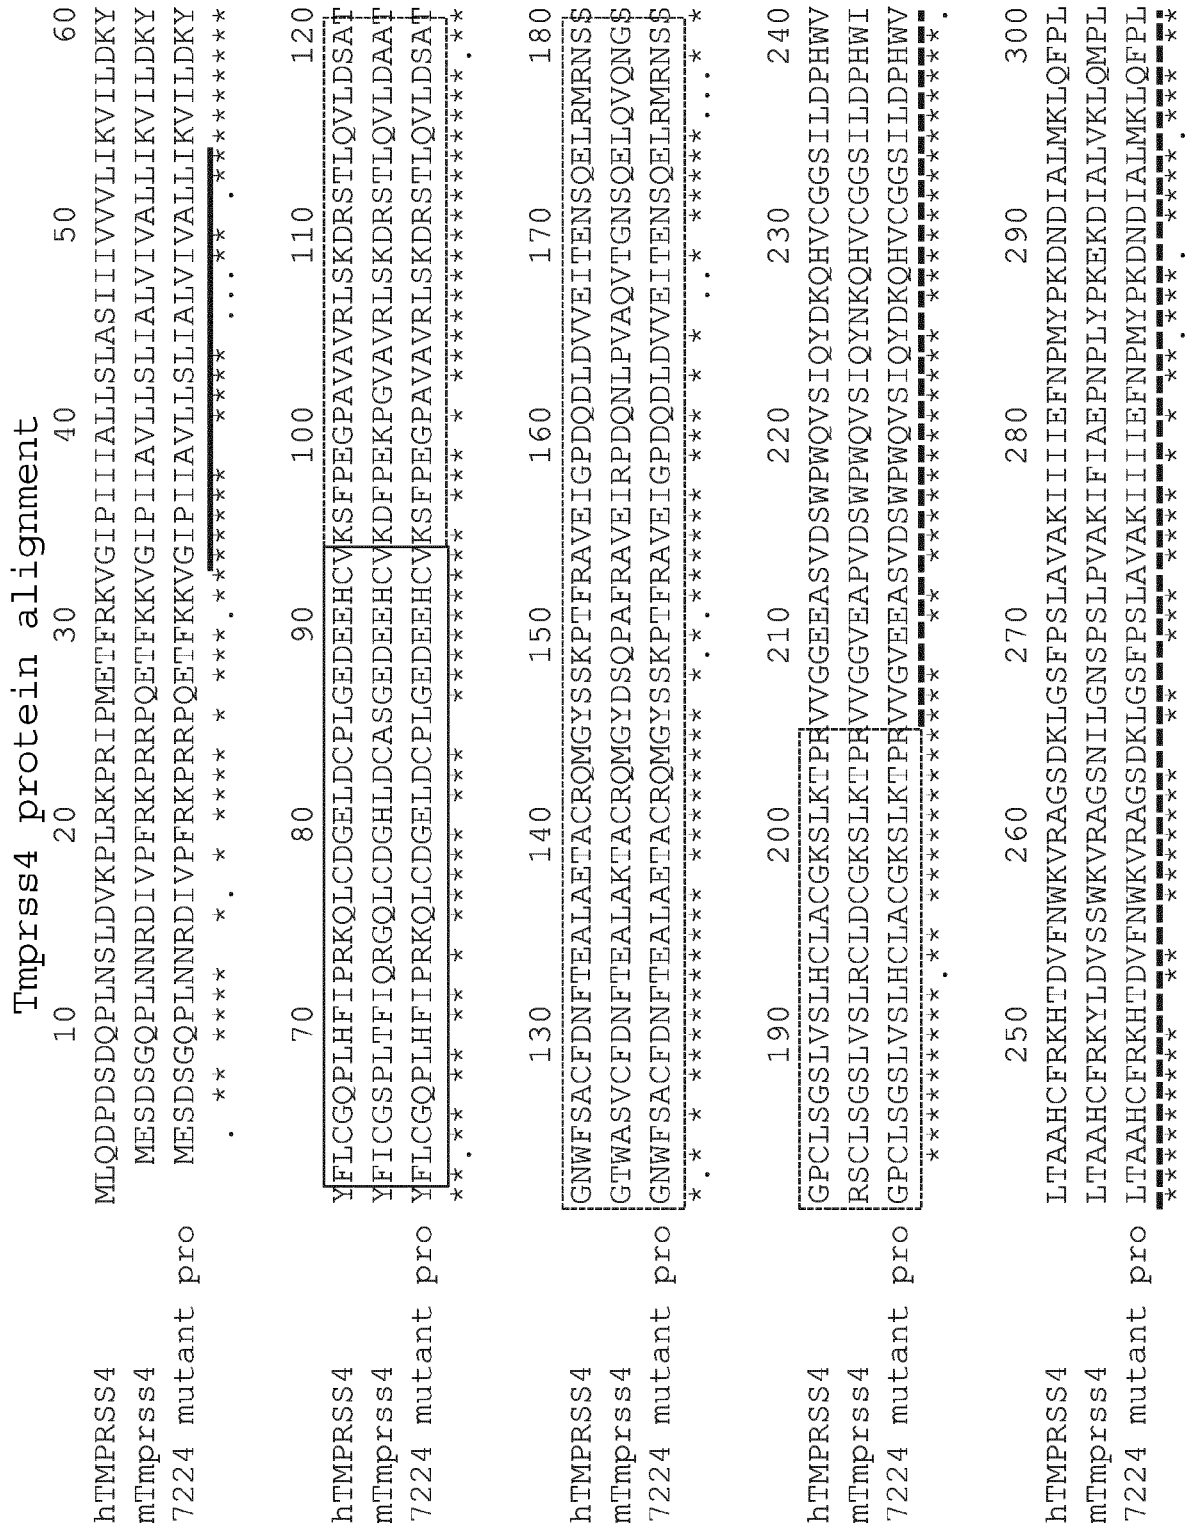 Tmprss4 protein alignment
10 20 30 40 50 60
hTMPRSS4 MLQDPDSDQPLNSLDVKPLRKPRIPMETFRKVGIPIIIALLSLASIIIVVVLIKVILDKY
mTmprss4 MESDSGQPLNNRDIVPFRKPRRPQETFKKVGIPIIAVLLSLIALVIVALLIKVILDKY
7224 mutant pro MESDSGQPLNNRDIVPFRKPRRPQETFKKVGIPIIAVLLSLIALVIVALLIKVILDKY
70 80 90 100 110 120
hTMPRSS4 YFLCGQPLHFIPRKQLCDGELDCPLGEDEEHCVKSFPEGPAVAVRLSKDRSTLQVLDSAT
mTmprss4 YFICGSPLTFIQRGQLCDGHLDCASGEDEEHCVKDFPEKPGVAVRLSKDRSTLQVLDAAT
7224 mutant pro YFLCGQPLHFIPRKQLCDGELDCPLGEDEEHCVKSFPEGPAVAVRLSKDRSTLQVLDSAT
130 140 150 160 170 180
hTMPRSS4 GNWFSACFDNFTEALAETACRQMGYSSKPTFRAVEIGPDQDLDVVEITENSQELRMRNSS
mTmprss4 GTWASVCFDNFTEALAKTACRQMGYDSQPAFRAVEIRPDQNLPVAQVTGNSQELQVQNGS
7224 mutant pro GNWFSACFDNFTEALAETACRQMGYSSKPTFRAVEIGPDQDLDVVEITENSQELRMRNSS
190 200 210 220 230 240
hTMPRSS4 GPCLSGSLVSLHCLACGKSLKTPRVVGGEEASVDSWPWQVSIQYDKQHVCGGSILDPHWV
mTmprss4 RSCLSGSLVSLRCLDCGKSLKTPRVVGGVEAPVDSWPWQVSIQYNKQHVCGGSILDPHWI
7224 mutant pro GPCLSGSLVSLHCLACGKSLKTPRVVGVEEASVDSWPWQVSIQYDKQHVCGGSILDPHWV
250 260 270 280 290 300
hTMPRSS4 LTAAHCFRKHTDVFNWKVRAGSDKLGSFPSLAVAKIIIIEFNPMYPKDNDIALMKLQFPL
mTmprss4 LTAAHCFRKYLDVSSWKVRAGSNILGNSPSLPVAKIFIAEPNPLYPKEKDIALVKLQMPL
7224 mutant pro LTAAHCFRKHTDVFNWKVRAGSDKLGSFPSLAVAKIIIIEFNPMYPKDNDIALMKLQFPL